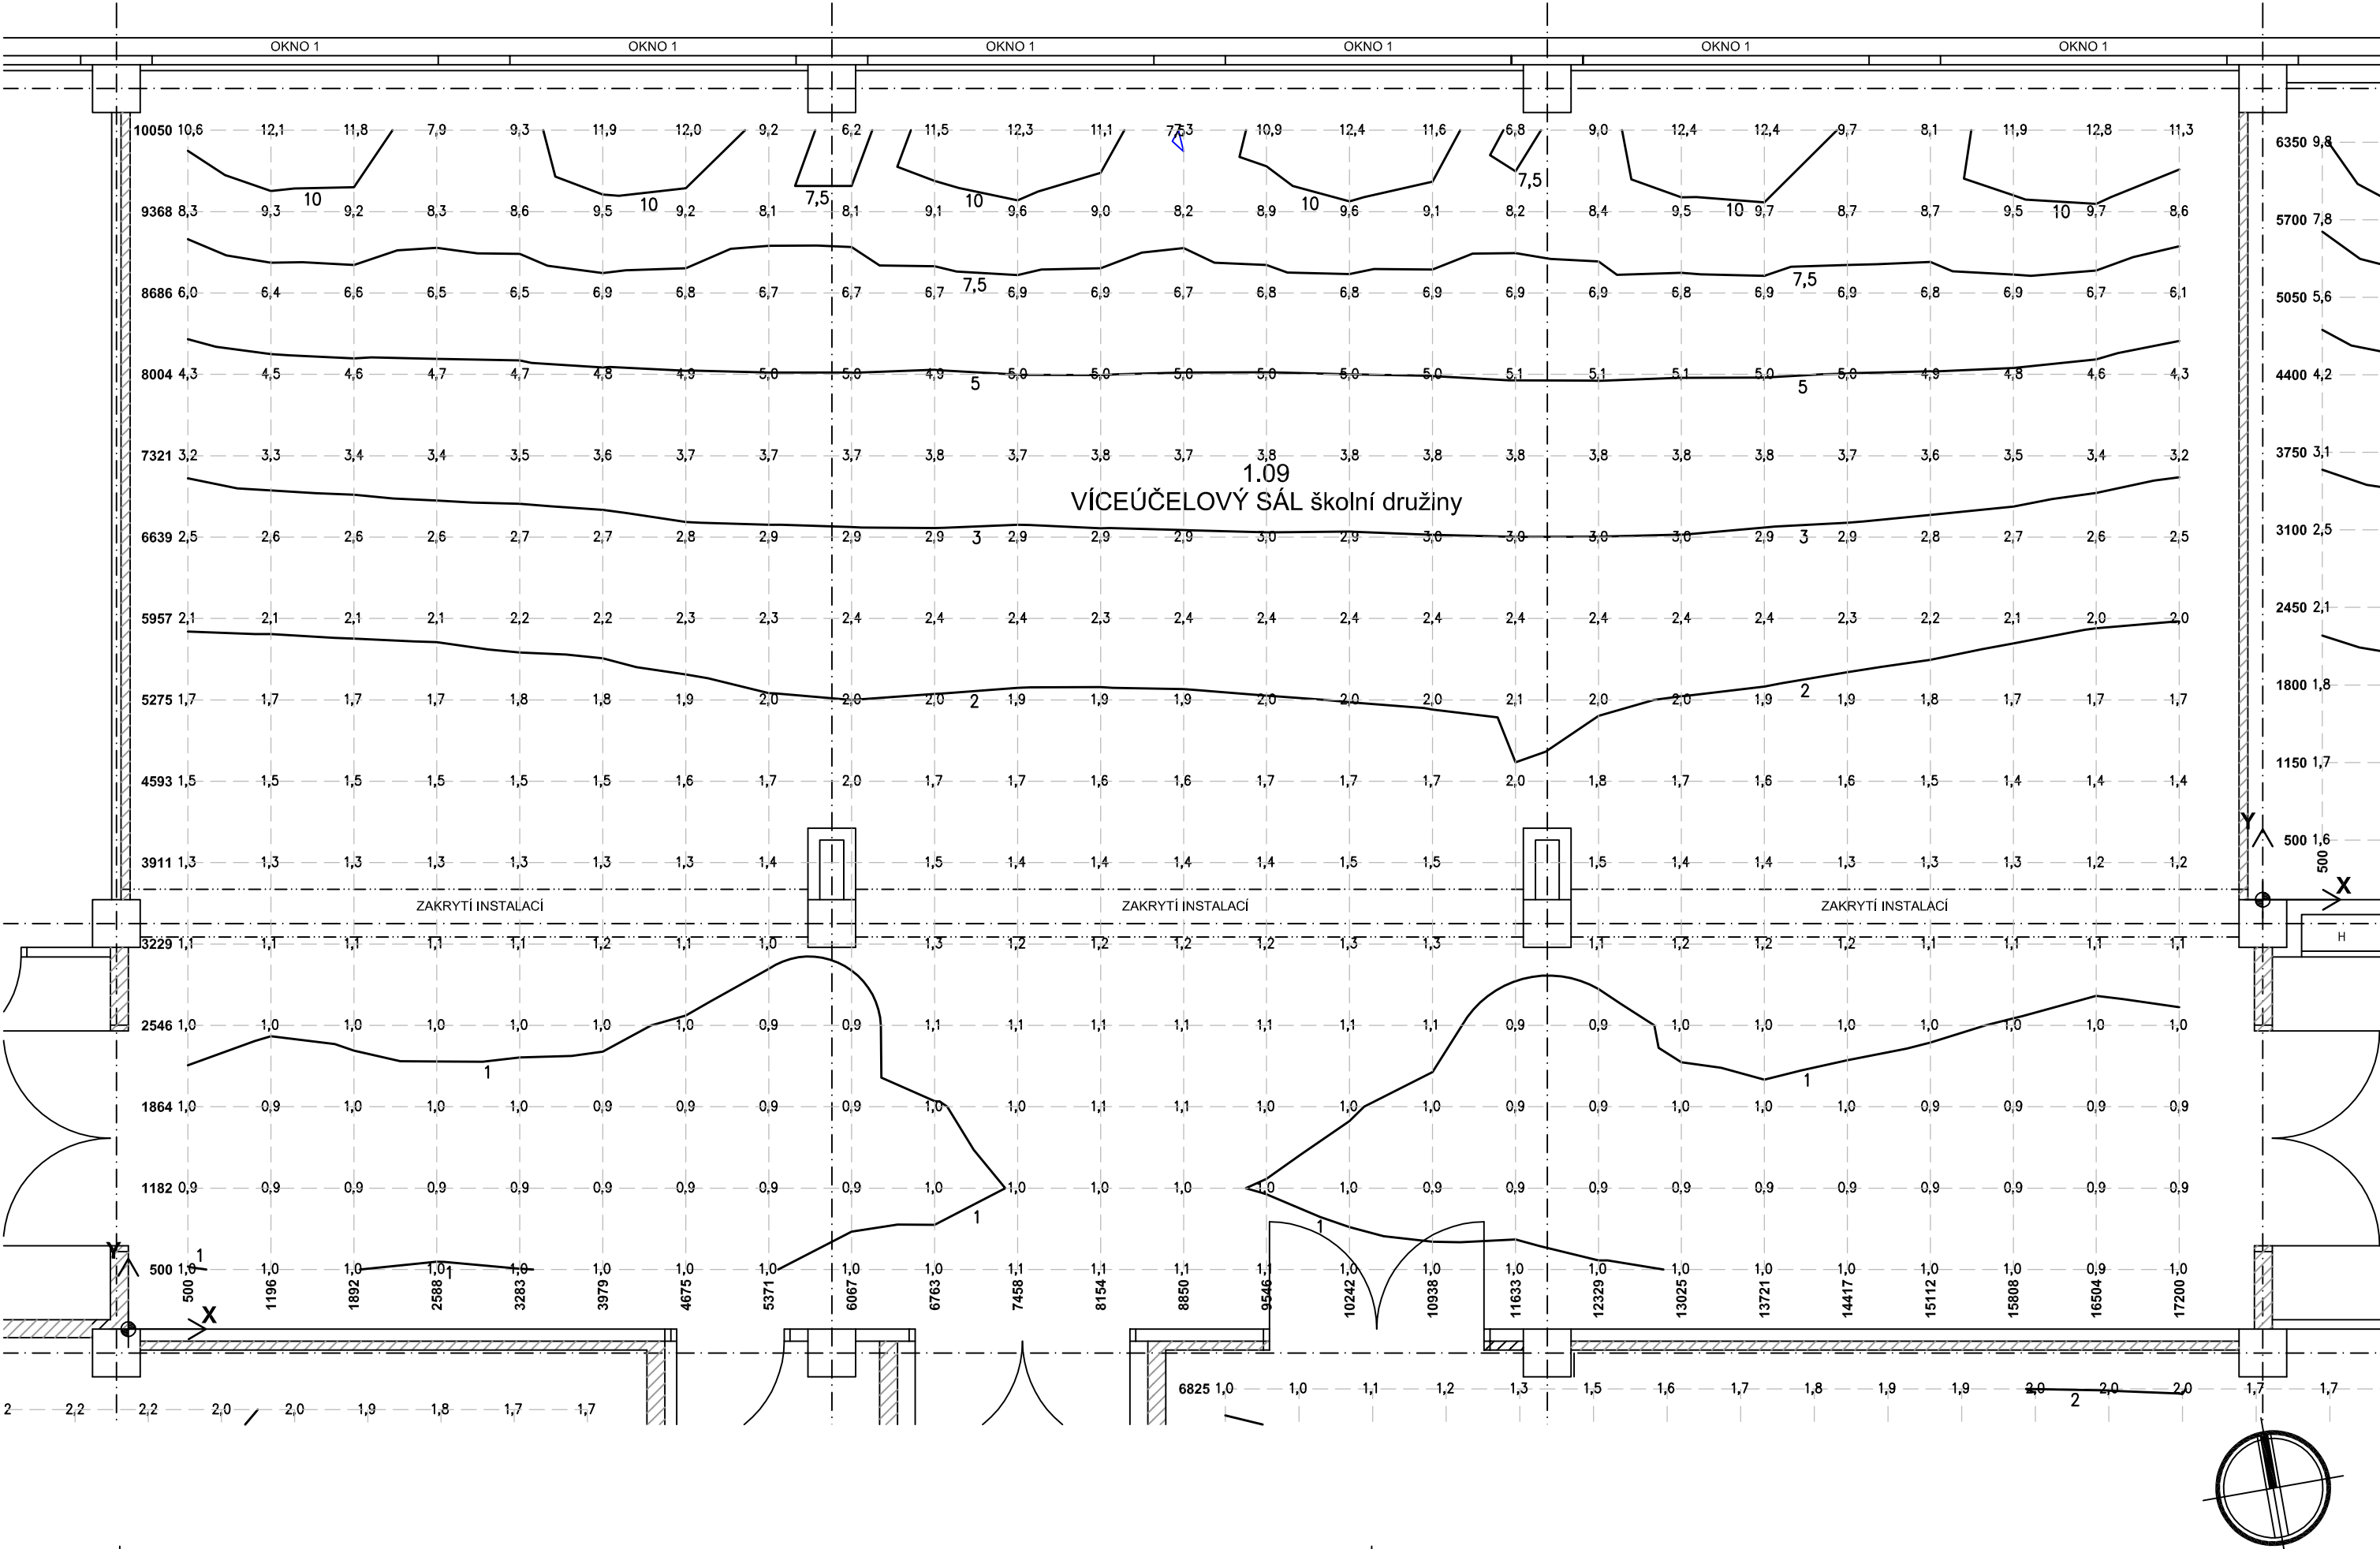 OKNO 1 OKNO 1 OKNO 1 OKNO 1 OKNO 1 OKNO 1
10050 10,6 12,1 11,8 7,9 9,3 11,9 12,0 9,2 6,2 11,5 12,3 11,1 10,9 12,4 11,6 6,8 9,0 12,4 12,4 9,7 8,1 11,9 12,8 11,3
6350 9,8
10 10 7,5 10 10 7,5 10 10
9368 8,3 9,3 9,2 8,3 8,6 9,5 9,2 8,1 8,1 9,1 9,6 9,0 8,2 8,9 9,6 9,1 8,2 8,4 9,5 9,7 8,7 8,7 9,5 9,7 8,6
5700 7,8
7,5 7,5
8686 6,0 6,4 6,6 6,5 6,5 6,9 6,8 6,7 6,7 6,7 6,9 6,9 6,7 6,8 6,8 6,9 6,9 6,9 6,8 6,9 6,9 6,8 6,9 6,7 6,1
5050 5,6
8004 4,3 4,5 4,6 4,7 4,7 4,8 4,9 5,0 5,0 4,9 5,0 5,0 5,0 5,0 5,0 5,0 5,1 5,1 5,1 5,0 5,0 4,9 4,8 4,6 4,3
4400 4,2
5 5
7321 3,2 3,3 3,4 3,4 3,5 3,6 3,7 3,7 3,7 3,8 3,7 3,8 3,7 3,8 3,8 3,8 3,8 3,8 3,8 3,8 3,7 3,6 3,5 3,4 3,2
3750 3,1
1.09
VÍCEÚČELOVÝ SÁL školní družiny
6639 2,5 2,6 2,6 2,6 2,7 2,7 2,8 2,9 2,9 2,9 2,9 2,9 2,9 3,0 2,9 3,0 3,0 3,0 3,0 2,9 2,9 2,8 2,7 2,6 2,5
3100 2,5
3 3
5957 2,1 2,1 2,1 2,1 2,2 2,2 2,3 2,3 2,4 2,4 2,4 2,3 2,4 2,4 2,4 2,4 2,4 2,4 2,4 2,4 2,3 2,2 2,1 2,0 2,0
2450 2,1
5275 1,7 1,7 1,7 1,7 1,8 1,8 1,9 2,0 2,0 2,0 1,9 1,9 1,9 2,0 2,0 2,0 2,1 2,0 2,0 1,9 1,9 1,8 1,7 1,7 1,7
1800 1,8
2 2
4593 1,5 1,5 1,5 1,5 1,5 1,5 1,6 1,7 2,0 1,7 1,7 1,6 1,6 1,7 1,7 1,7 2,0 1,8 1,7 1,6 1,6 1,5 1,4 1,4 1,4
1150 1,7
Y
500 1,6
3911 1,3 1,3 1,3 1,3 1,3 1,3 1,3 1,4 1,5 1,4 1,4 1,4 1,4 1,5 1,5 1,5 1,4 1,4 1,3 1,3 1,3 1,2 1,2
500
X
ZAKRYTÍ INSTALACÍ ZAKRYTÍ INSTALACÍ ZAKRYTÍ INSTALACÍ
H
3229 1,1 1,1 1,1 1,1 1,1 1,2 1,1 1,0 1,3 1,2 1,2 1,2 1,2 1,3 1,3 1,1 1,2 1,2 1,2 1,1 1,1 1,1 1,1
2546 1,0 1,0 1,0 1,0 1,0 1,0 1,0 0,9 0,9 1,1 1,1 1,1 1,1 1,1 1,1 1,1 0,9 0,9 1,0 1,0 1,0 1,0 1,0 1,0 1,0
1 1
1864 1,0 0,9 1,0 1,0 1,0 0,9 0,9 0,9 0,9 1,0 1,0 1,1 1,1 1,0 1,0 1,0 0,9 0,9 1,0 1,0 1,0 0,9 0,9 0,9 0,9
1182 0,9 0,9 0,9 0,9 0,9 0,9 0,9 0,9 0,9 1,0 1,0 1,0 1,0 1,0 1,0 0,9 0,9 0,9 0,9 0,9 0,9 0,9 0,9 0,9 0,9
1 1
Y 1
500 1,0 1,0 1,0 1,0 1,0 1,0 1,0 1,0 1,0 1,0 1,1 1,1 1,1 1,1 1,0 1,0 1,0 1,0 1,0 1,0 1,0 1,0 1,0 0,9 1,0
1
500 1196 1892 2588 3283 3979 4675 5371 6067 6763 7458 8154 8850 9546 10242 10938 11633 12329 13025 13721 14417 15112 15808 16504 17200
X
6825 1,0 1,0 1,1 1,2 1,3 1,5 1,6 1,7 1,8 1,9 1,9 2,0 2,0 2,0 1,7 1,7
2
2 2,2 2,2 2,0 2,0 1,9 1,8 1,7 1,7